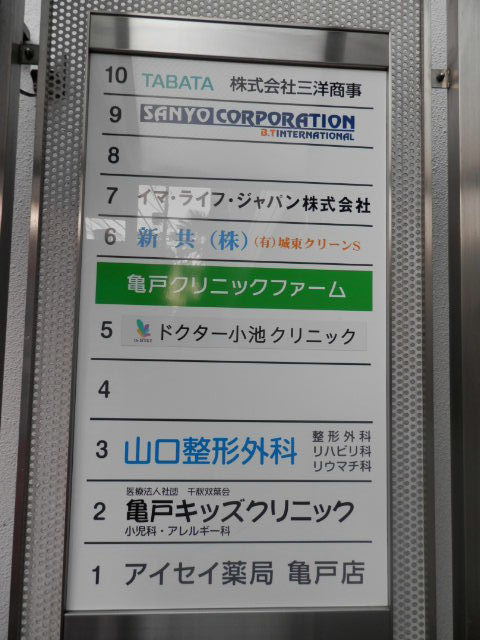 10 TABATA 株式会社三洋商事
9 SANYO CORPORATION
B.T INTERNATIONAL
8
7 イマ・ライフ・ジャパン株式会社
6 新共(株)(有)城東クリーンS
亀戸クリニックファーム
5 ドクター小池クリニック
4
3 山口整形外科
整形外科
リハビリ科
リウマチ科
医療法人社団 千秋双葉会
2 亀戸キッズクリニック
小児科・アレルギー科
1 アイセイ薬局 亀戸店